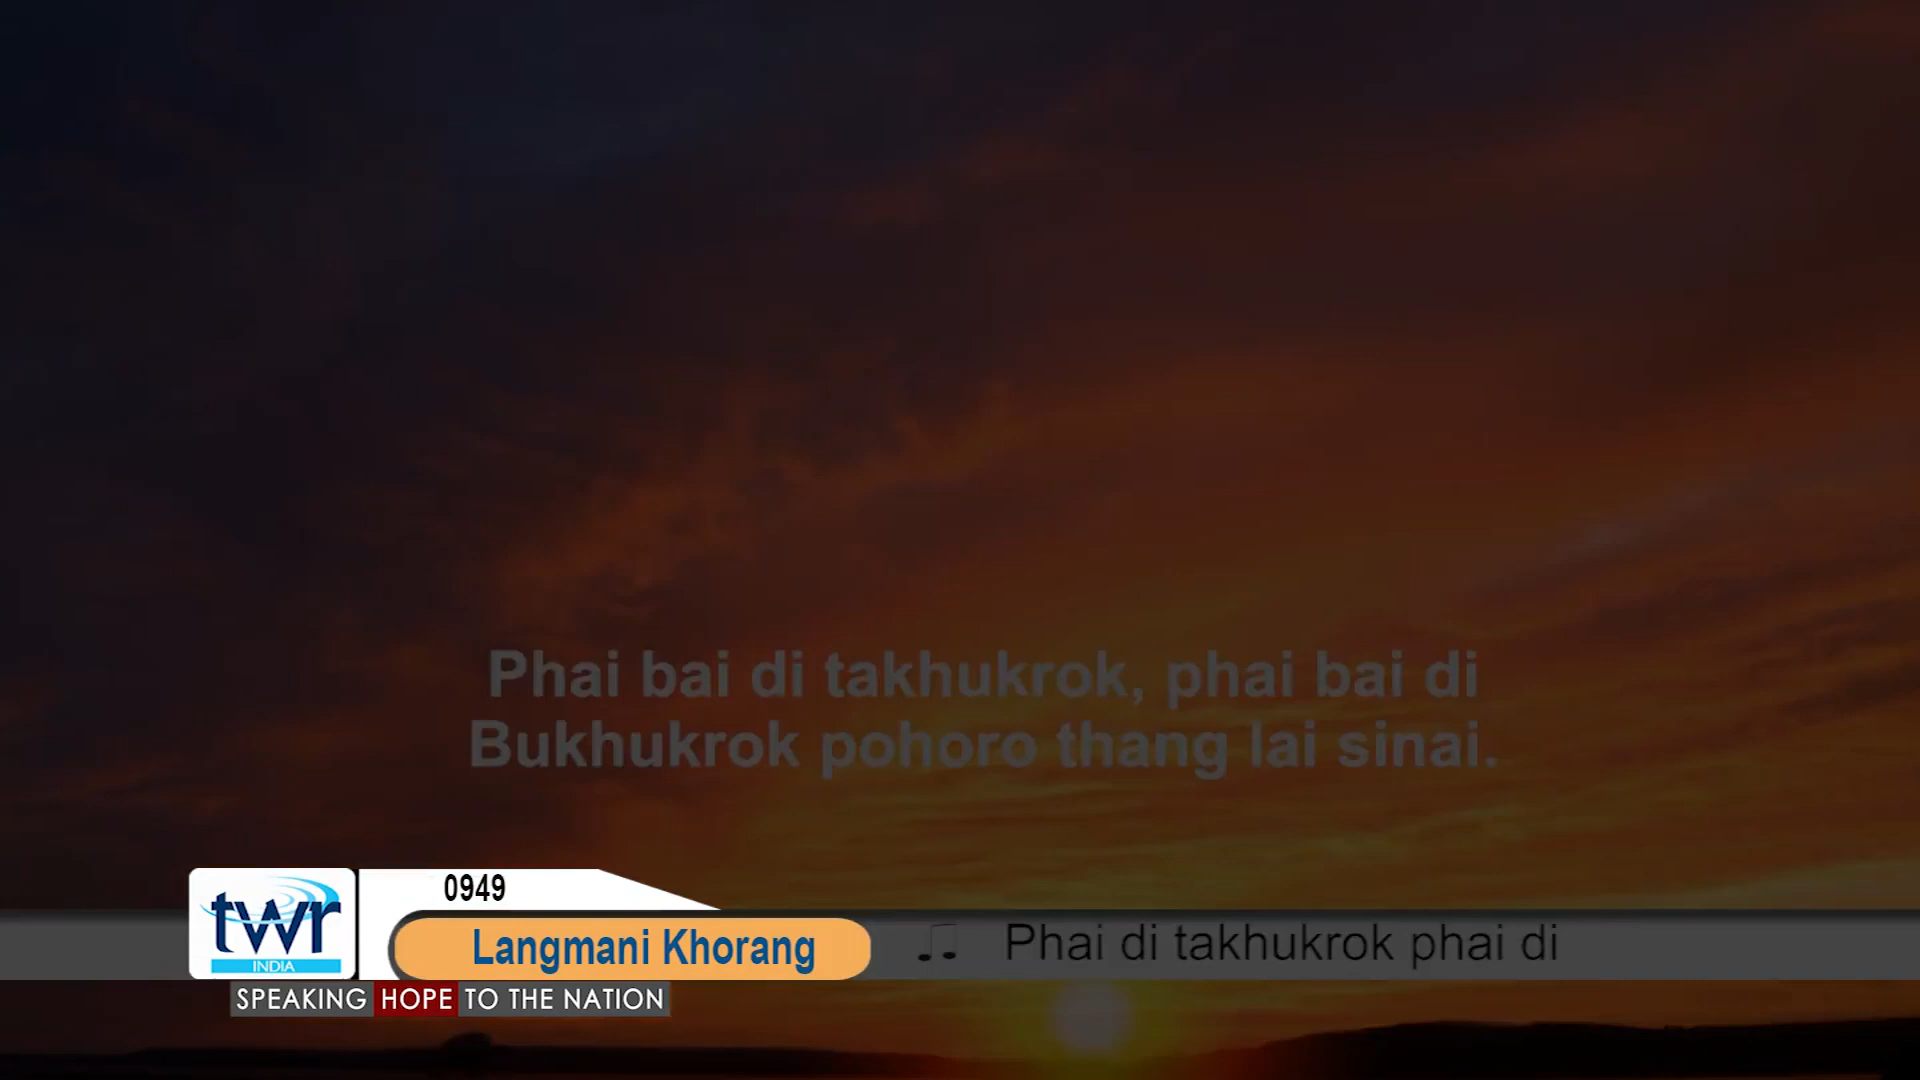 Phai bai di takhukrok, phai bai di
Bukhukrok pohoro thang lai sinai.
0949
twr
INDIA
Langmani Khorang
Phai di takhukrok phai di
SPEAKING HOPE TO THE NATION